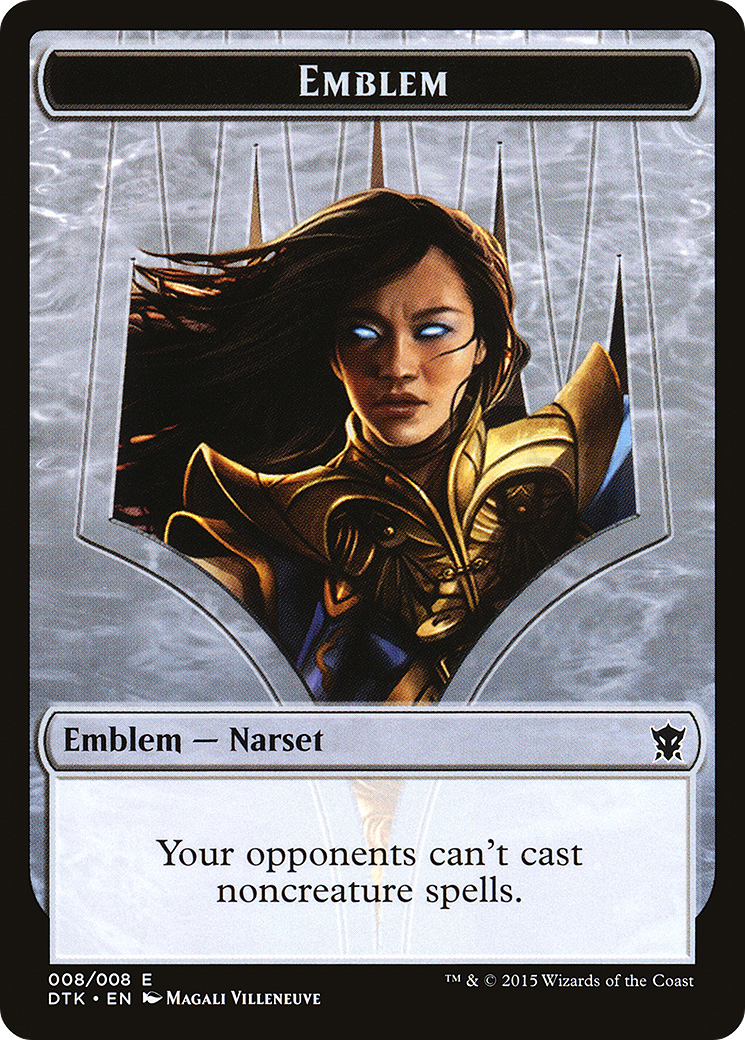 Emblem
Emblem — Narset
Your opponents can't cast
noncreature spells.
008/008 E
DTK • EN Magali Villeneuve
™ & © 2015 Wizards of the Coast